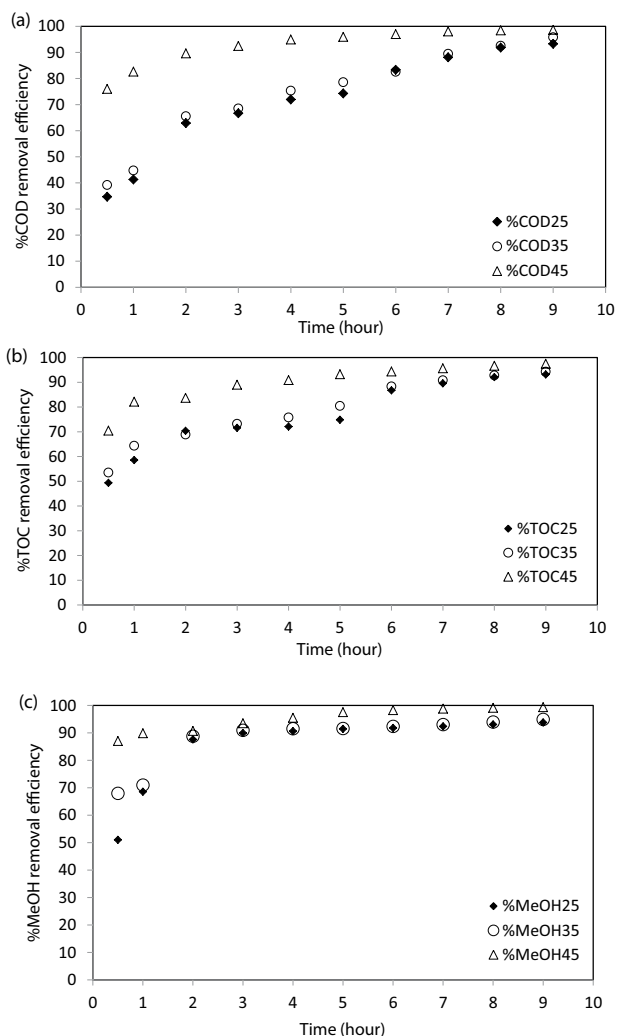 (a)
100
90
80
70
60
50
40
30
20
10
0
%COD removal efficiency
%COD25
%COD35
%COD45
0 1 2 3 4 5 6 7 8 9 10
Time (hour)
(b)
100
90
80
70
60
50
40
30
20
10
0
%TOC removal efficiency
%TOC25
%TOC35
%TOC45
0 1 2 3 4 5 6 7 8 9 10
Time (hour)
(c)
100
90
80
70
60
50
40
30
20
10
0
%MeOH removal efficiency
%MeOH25
%MeOH35
%MeOH45
0 1 2 3 4 5 6 7 8 9 10
Time (hour)